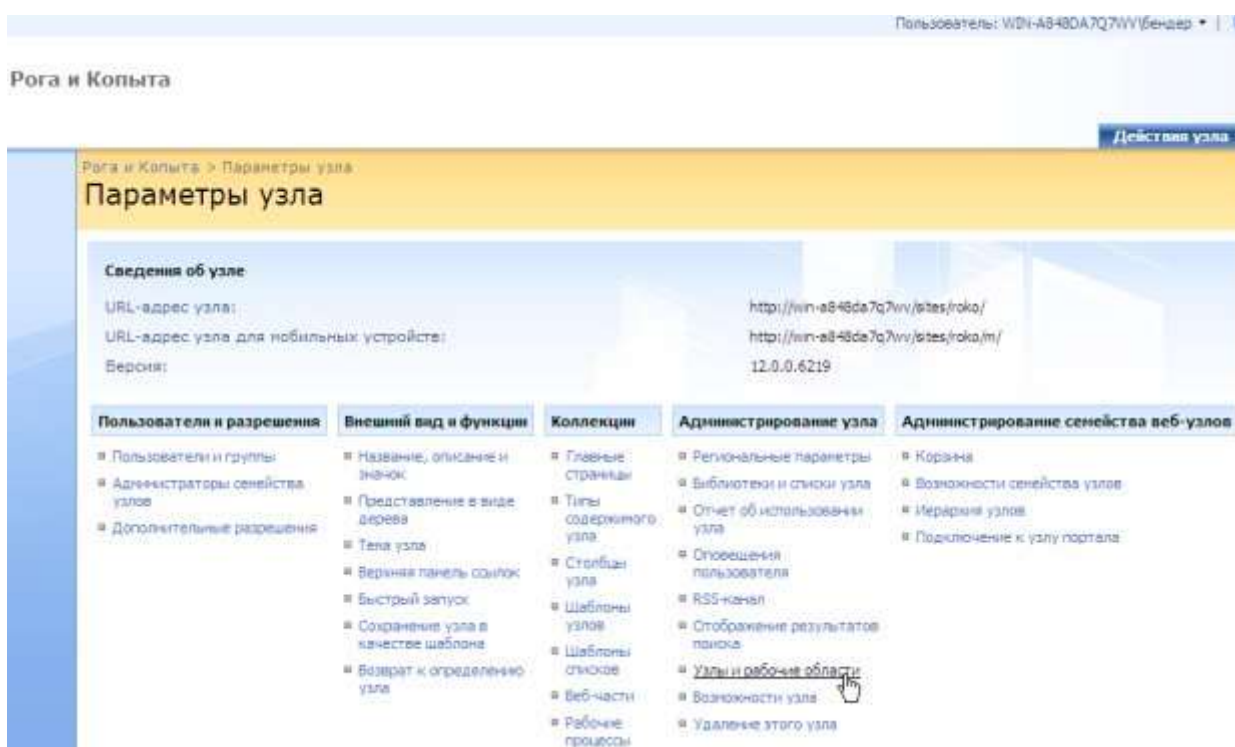 Пользователь: WIN-A848DA7Q7WV\бендер
Рога и Копыта
Действия узла
Рога и Копыта > Параметры узла
Параметры узла
Сведения об узле
URL-адрес узла:
http://win-a848da7q7wv/sites/roko/
URL-адрес узла для мобильных устройств:
http://win-a848da7q7wv/sites/roko/m/
Версия:
12.0.0.6219
Пользователи и разрешения
Пользователи и группы
Администраторы семейства
узлов
Дополнительные разрешения
Внешний вид и функции
Название, описание и
значок
Представление в виде
дерева
Тема узла
Верхняя панель ссылок
Быстрый запуск
Сохранение узла в
качестве шаблона
Возврат к определению
узла
Коллекции
Главные
страницы
Типы
содержимого
узла
Столбцы
узла
Шаблоны
узлов
Шаблоны
списков
Веб-части
Рабочие
процессы
Администрирование узла
Региональные параметры
Библиотеки и списки узла
Отчет об использовании
узла
Оповещения
пользователя
RSS-канал
Отображение результатов
поиска
Узлы и рабочие области
Возможности узла
Удаление этого узла
Администрирование семейства веб-узлов
Корзина
Возможности семейства узлов
Иерархия узлов
Подключение к узлу портала